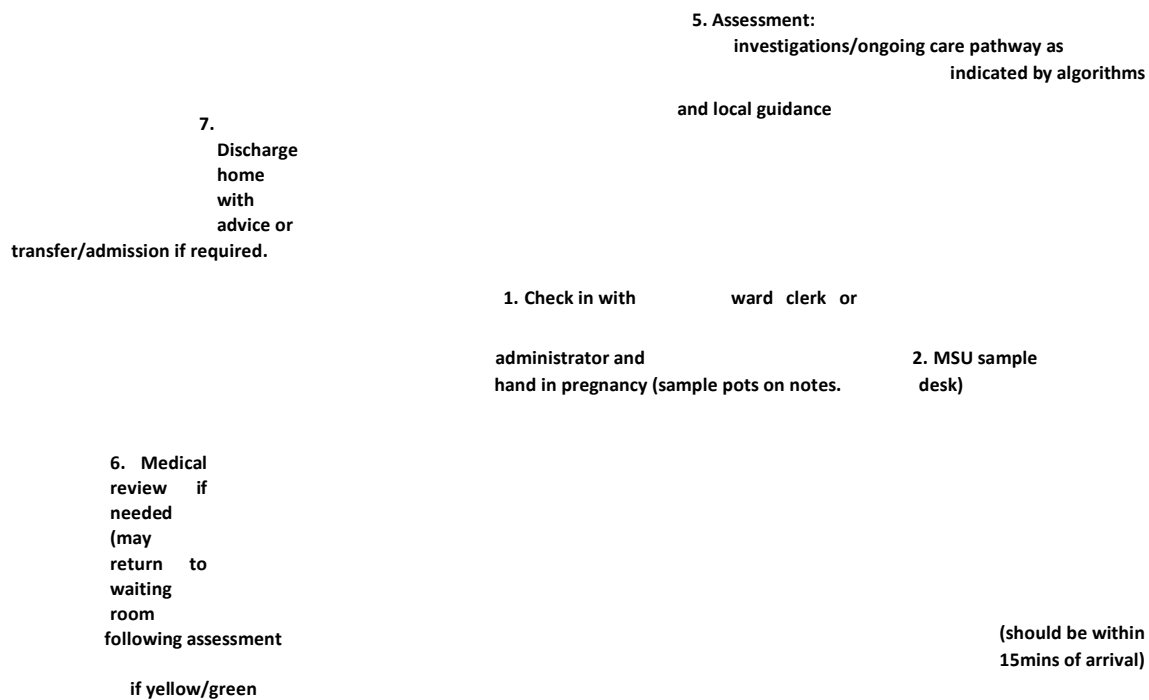 5. Assessment:
investigations/ongoing care pathway as
indicated by algorithms
and local guidance
7.
Discharge
home
with
advice or
transfer/admission if required.
1. Check in with ward clerk or
administrator and
hand in pregnancy (sample pots on notes.
2. MSU sample
desk)
6. Medical
review if
needed
(may
return to
waiting
room
following assessment
if yellow/green
(should be within
15mins of arrival)